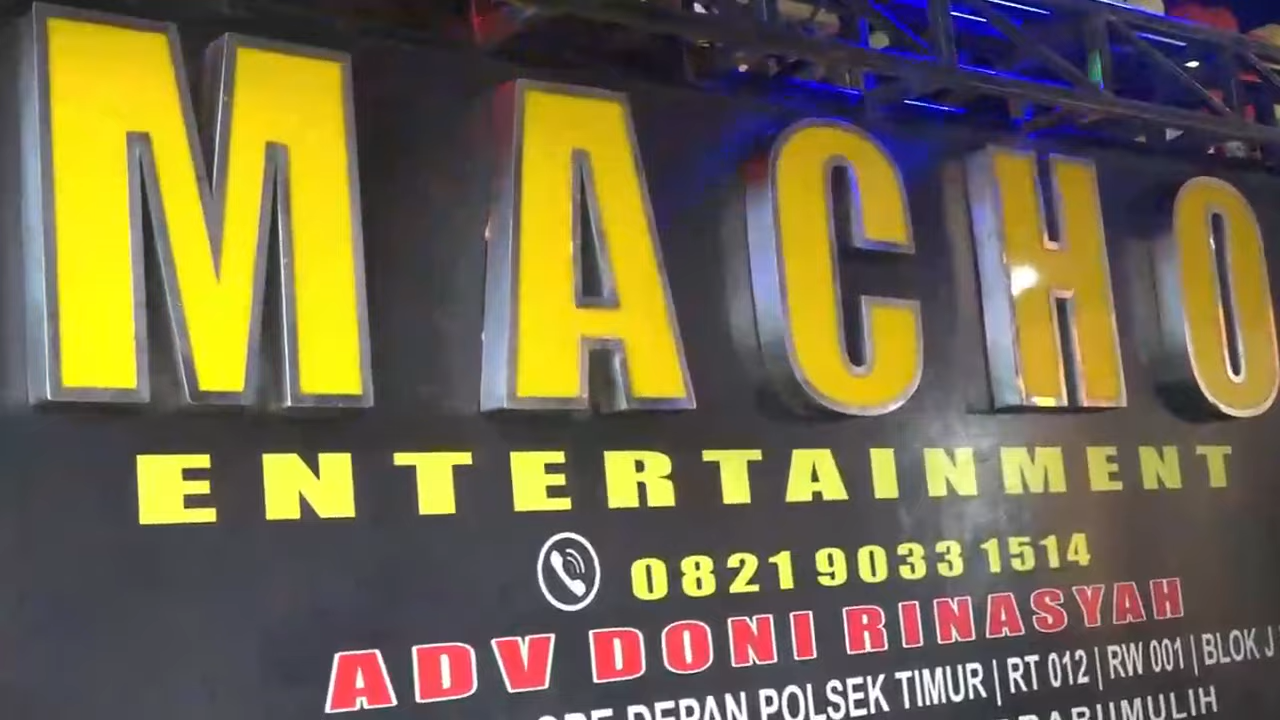 MACHO
ENTERTAINMENT
0821 9033 1514
ADV DONI RINASYAH
DEPAN POLSEK TIMUR | RT 012 | RW 001 | BLOK J